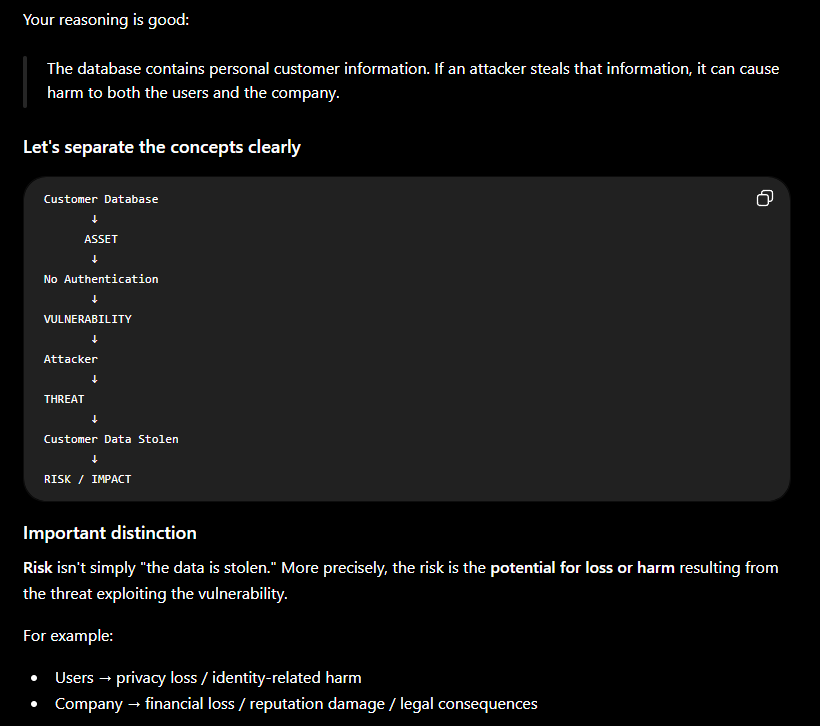 Your reasoning is good:
The database contains personal customer information. If an attacker steals that information, it can cause
harm to both the users and the company.
Let's separate the concepts clearly
Customer Database
↓
ASSET
↓
No Authentication
↓
VULNERABILITY
↓
Attacker
↓
THREAT
↓
Customer Data Stolen
↓
RISK / IMPACT
Important distinction
Risk isn't simply "the data is stolen." More precisely, the risk is the potential for loss or harm resulting from
the threat exploiting the vulnerability.
For example:
• Users → privacy loss / identity-related harm
• Company → financial loss / reputation damage / legal consequences